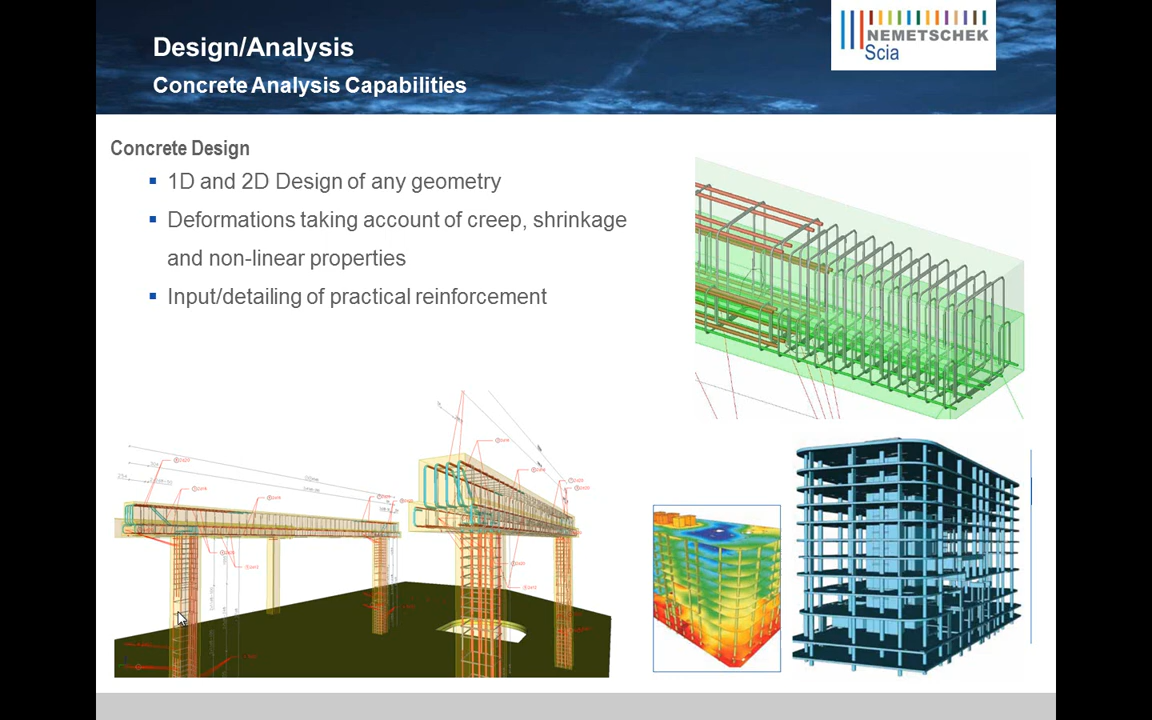 Design/Analysis
Concrete Analysis Capabilities
NEMETSCHEK
Scia
Concrete Design
1D and 2D Design of any geometry
Deformations taking account of creep, shrinkage
and non-linear properties
Input/detailing of practical reinforcement